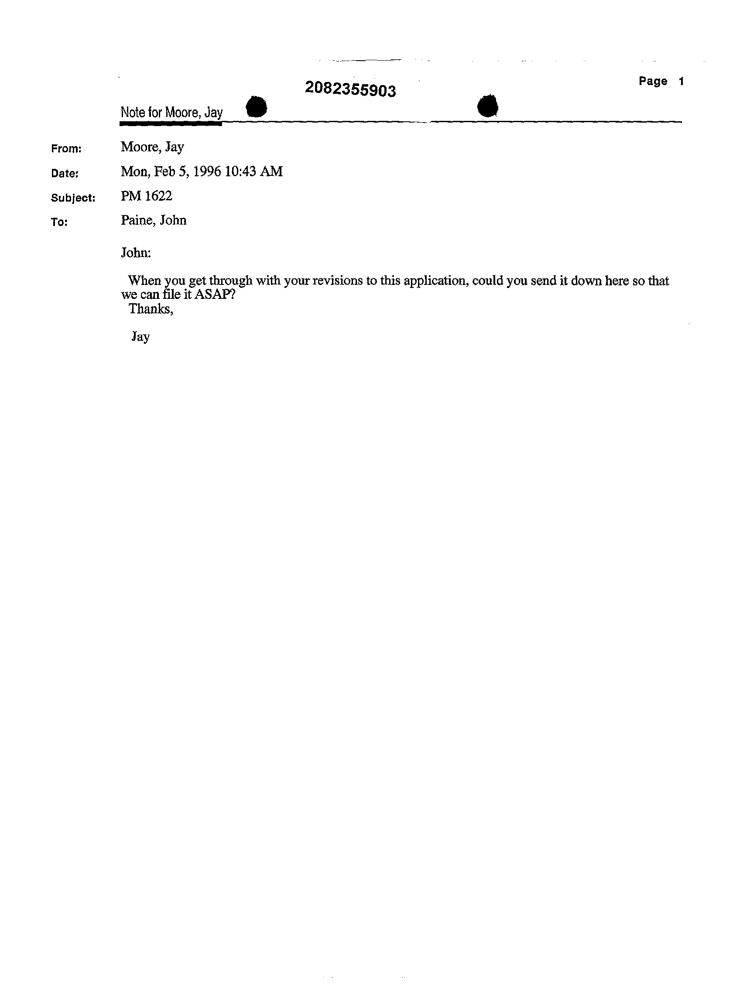 2082355903
Page 1
Note for Moore, Jay
From: Moore, Jay
Date: Mon, Feb 5, 1996 10:43 AM
Subject: PM 1622
To: Paine, John
John:
When you get through with your revisions to this application, could you send it down here so that
we can file it ASAP?
Thanks,
Jay